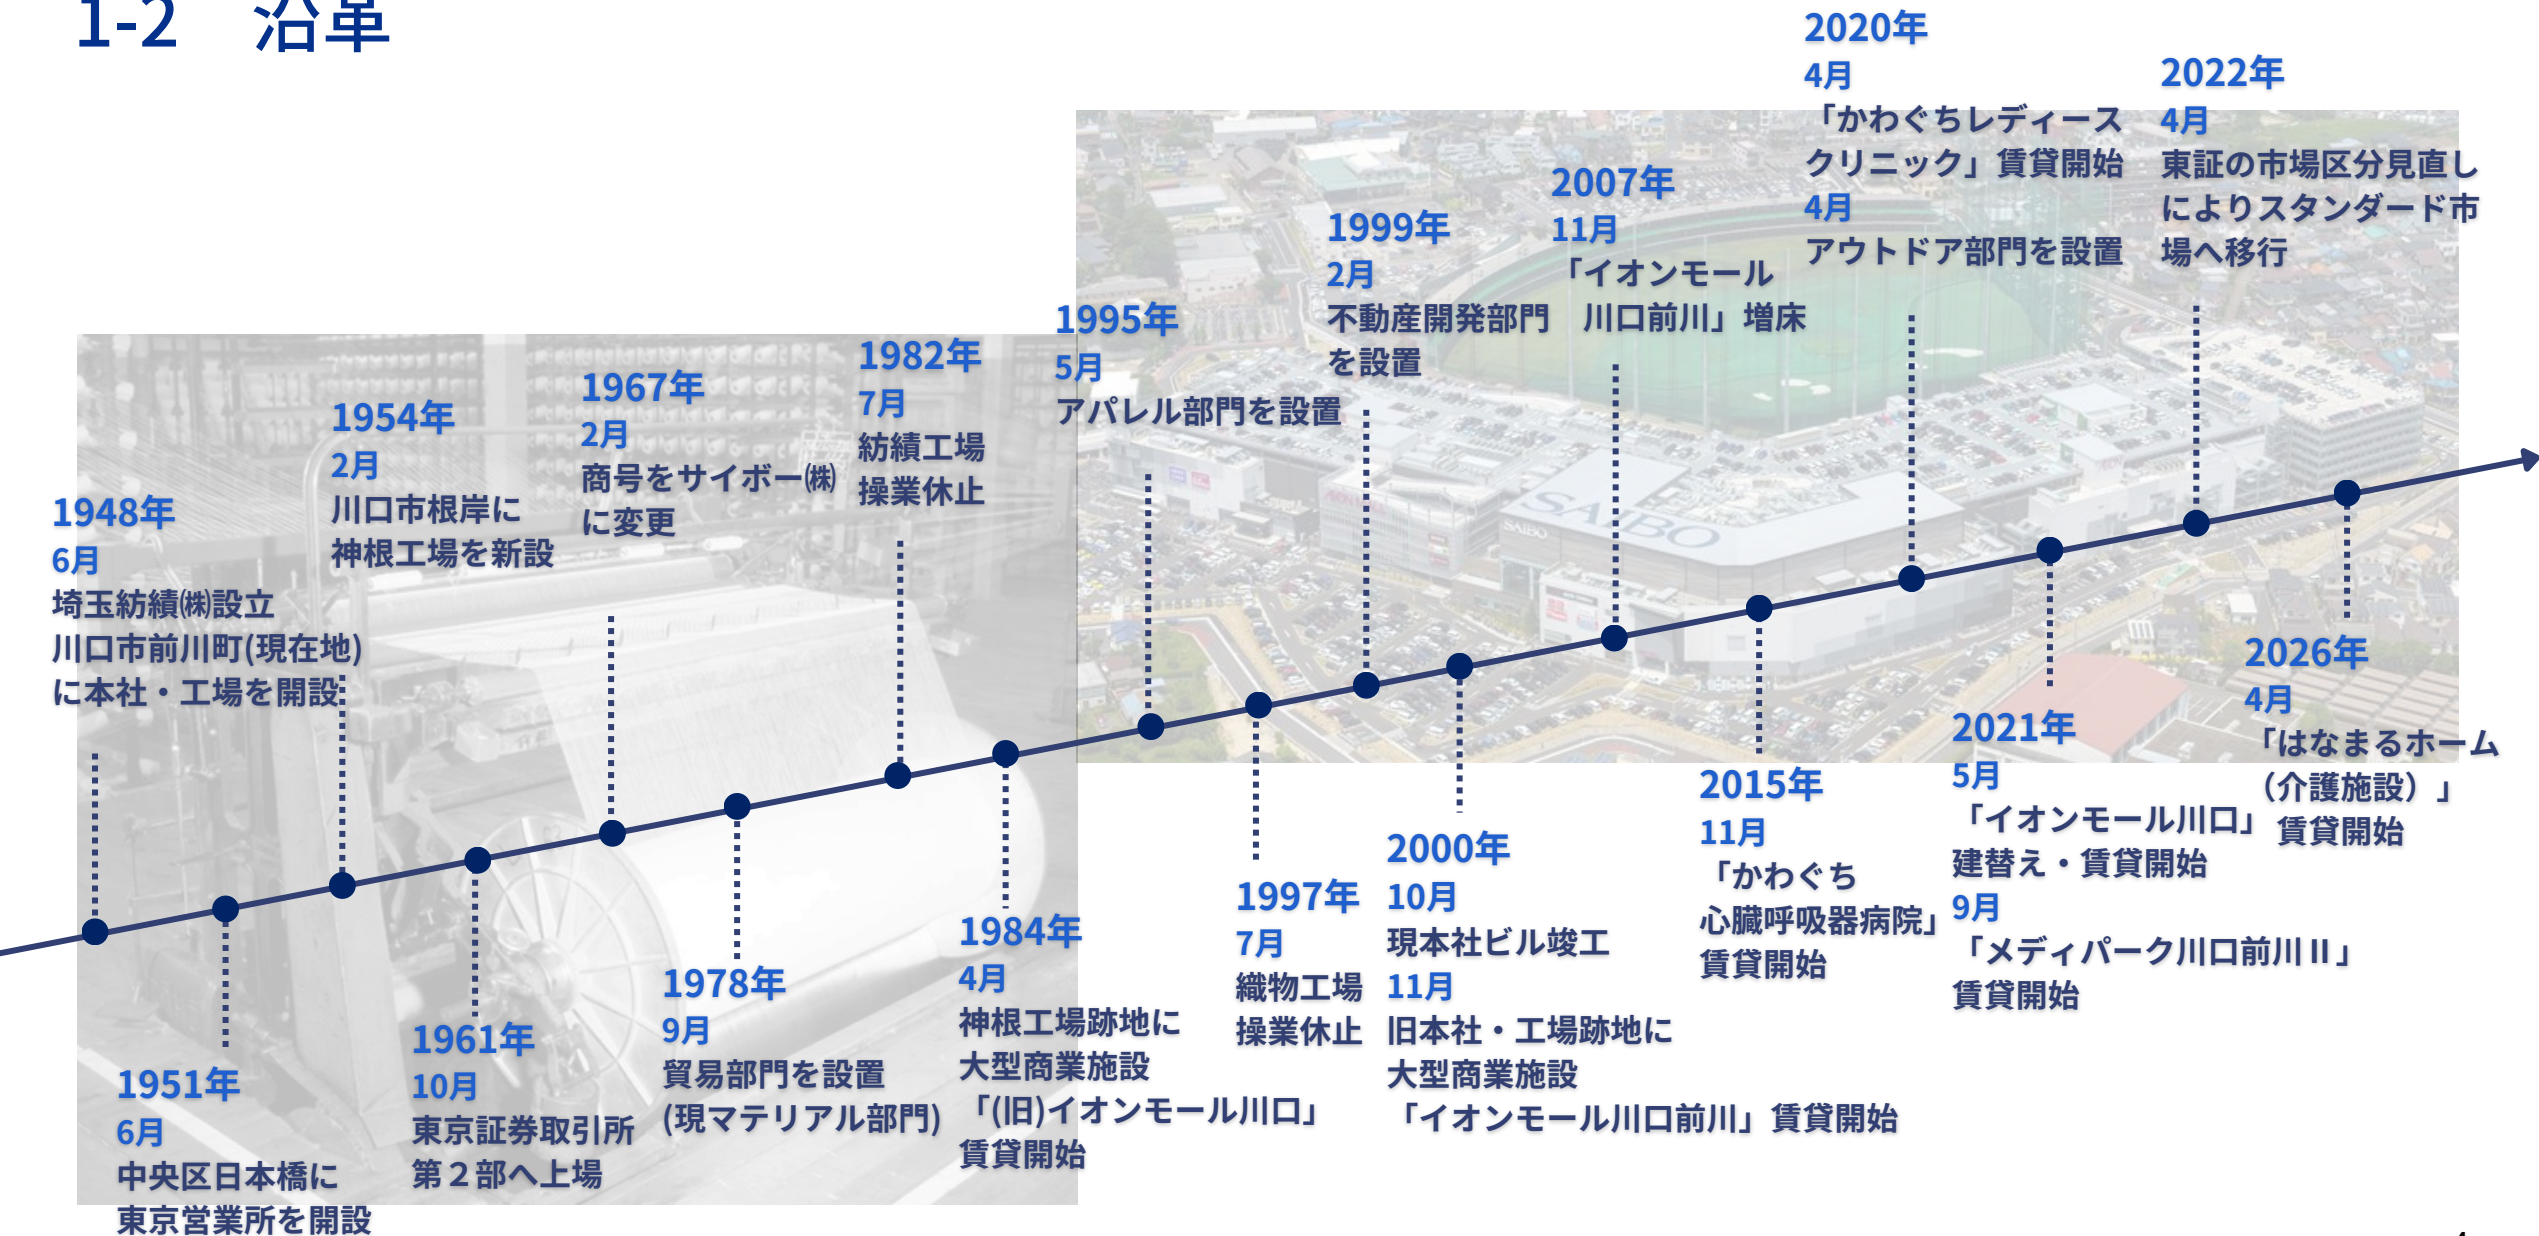 1-2　沿革
1948年
6月
埼玉紡績㈱設立
川口市前川町(現在地)
に本社・工場を開設
1951年
6月
中央区日本橋に
東京営業所を開設
1954年
2月
川口市根岸に
神根工場を新設
1961年
10月
東京証券取引所
第２部へ上場
1967年
2月
商号をサイボー㈱
に変更
1978年
9月
貿易部門を設置
(現マテリアル部門)
1982年
7月
紡績工場
操業休止
1984年
4月
神根工場跡地に
大型商業施設
「(旧)イオンモール川口」
賃貸開始
1995年
5月
アパレル部門を設置
1997年
7月
織物工場
操業休止
1999年
2月
不動産開発部門
を設置
2000年
10月
現本社ビル竣工
11月
旧本社・工場跡地に
大型商業施設
「イオンモール川口前川」賃貸開始
2007年
11月
「イオンモール
川口前川」増床
2015年
11月
「かわぐち
心臓呼吸器病院」
賃貸開始
2020年
4月
「かわぐちレディース
クリニック」賃貸開始
4月
アウトドア部門を設置
2021年
5月
「イオンモール川口」
建替え・賃貸開始
9月
「メディパーク川口前川Ⅱ」
賃貸開始
2022年
4月
東証の市場区分見直し
によりスタンダード市
場へ移行
2026年
4月
「はなまるホーム
（介護施設）」
賃貸開始
SAIBO
SAIBO